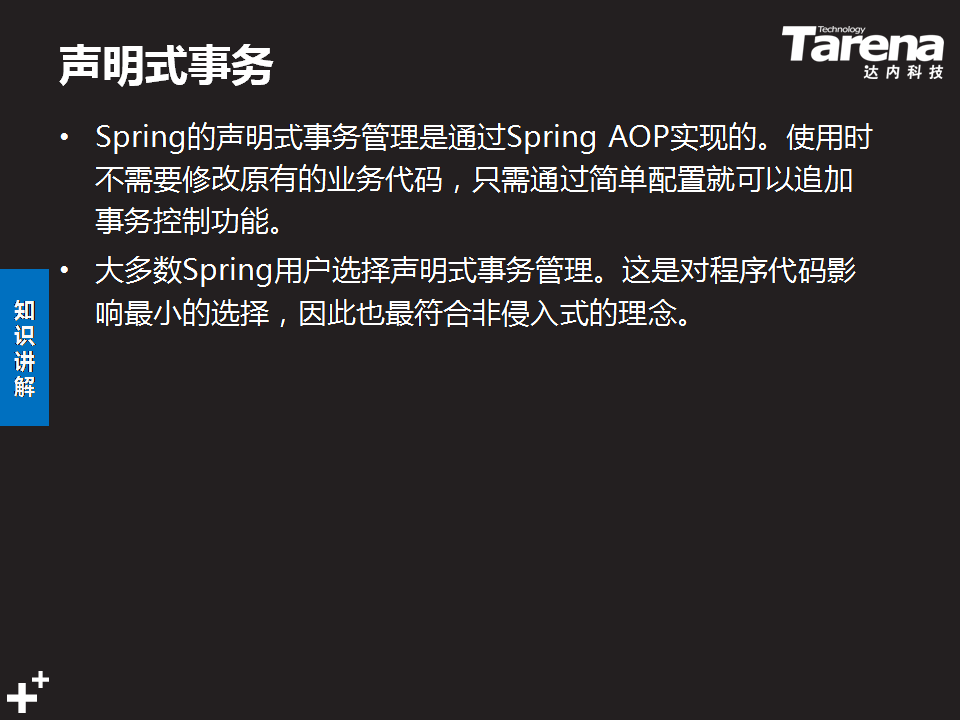 声明式事务
Technology
Tarena
达内科技
• Spring的声明式事务管理是通过Spring AOP实现的。使用时
不需要修改原有的业务代码，只需通过简单配置就可以追加
事务控制功能。
• 大多数Spring用户选择声明式事务管理。这是对程序代码影
响最小的选择，因此也最符合非侵入式的理念。
知
识
讲
解